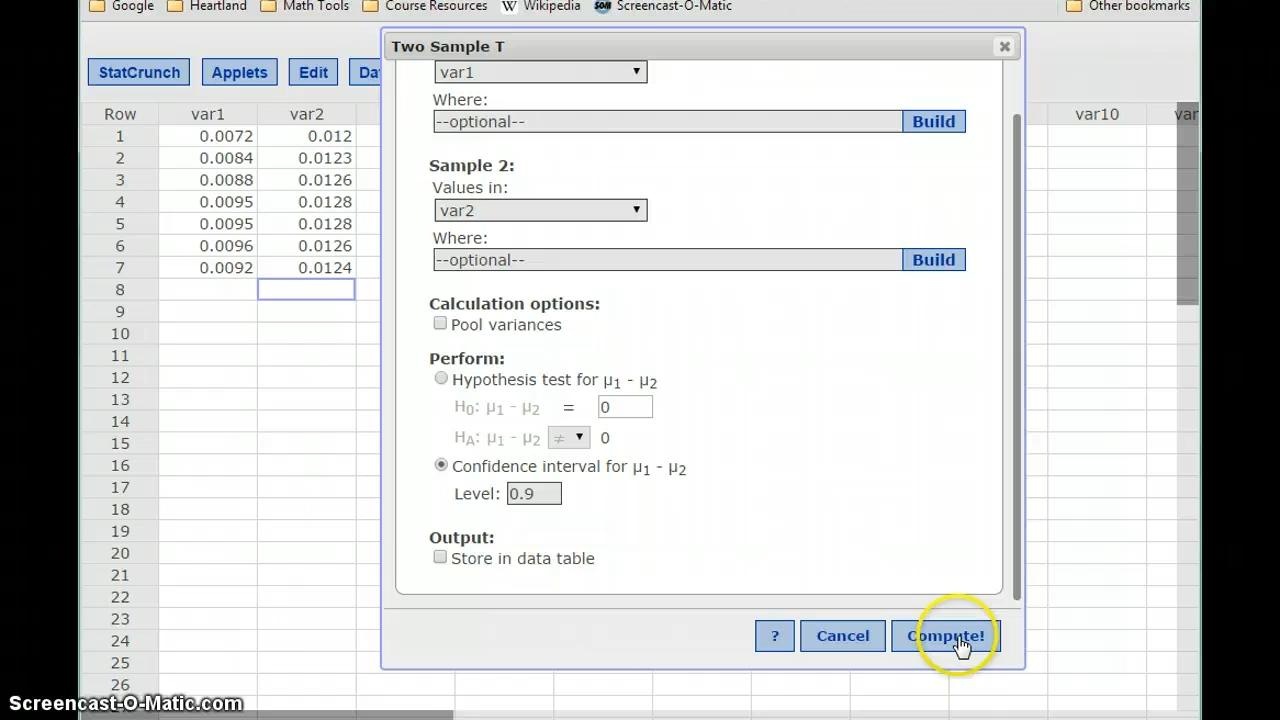 Google Heartland Math Tools Course Resources W Wikipedia SOM Screencast-O-Matic Other bookmarks
Two Sample T
StatCrunch Applets Edit Da
var1
Where:
--optional-- Build
Sample 2:
Values in:
var2
Where:
--optional-- Build
Calculation options:
Pool variances
Perform:
Hypothesis test for μ1 - μ2
H0: μ1 - μ2 = 0
HA: μ1 - μ2 ≠ 0
Confidence interval for μ1 - μ2
Level: 0.9
Output:
Store in data table
? Cancel Compute!
Row var1 var2 var10 var
1 0.0072 0.012
2 0.0084 0.0123
3 0.0088 0.0126
4 0.0095 0.0128
5 0.0095 0.0128
6 0.0096 0.0126
7 0.0092 0.0124
8
9
10
11
12
13
14
15
16
17
18
19
20
21
22
23
24
25
26
Screencast-O-Matic.com